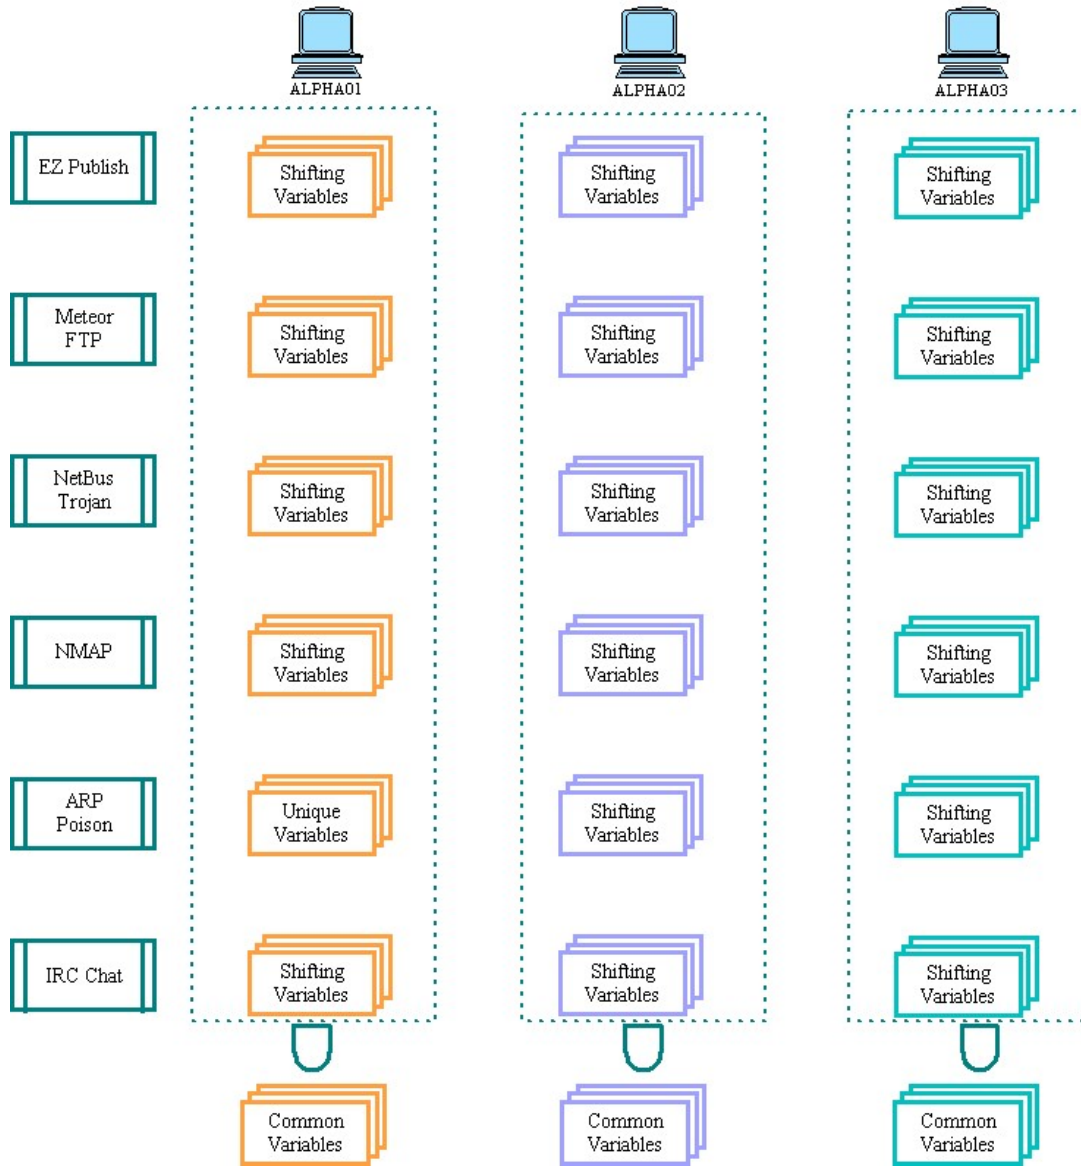 ALPHA01
ALPHA02
ALPHA03
EZ Publish
Shifting
Variables
Shifting
Variables
Shifting
Variables
Meteor
FTP
Shifting
Variables
Shifting
Variables
Shifting
Variables
NetBus
Trojan
Shifting
Variables
Shifting
Variables
Shifting
Variables
NMAP
Shifting
Variables
Shifting
Variables
Shifting
Variables
ARP
Poison
Unique
Variables
Shifting
Variables
Shifting
Variables
IRC Chat
Shifting
Variables
Shifting
Variables
Shifting
Variables
Common
Variables
Common
Variables
Common
Variables